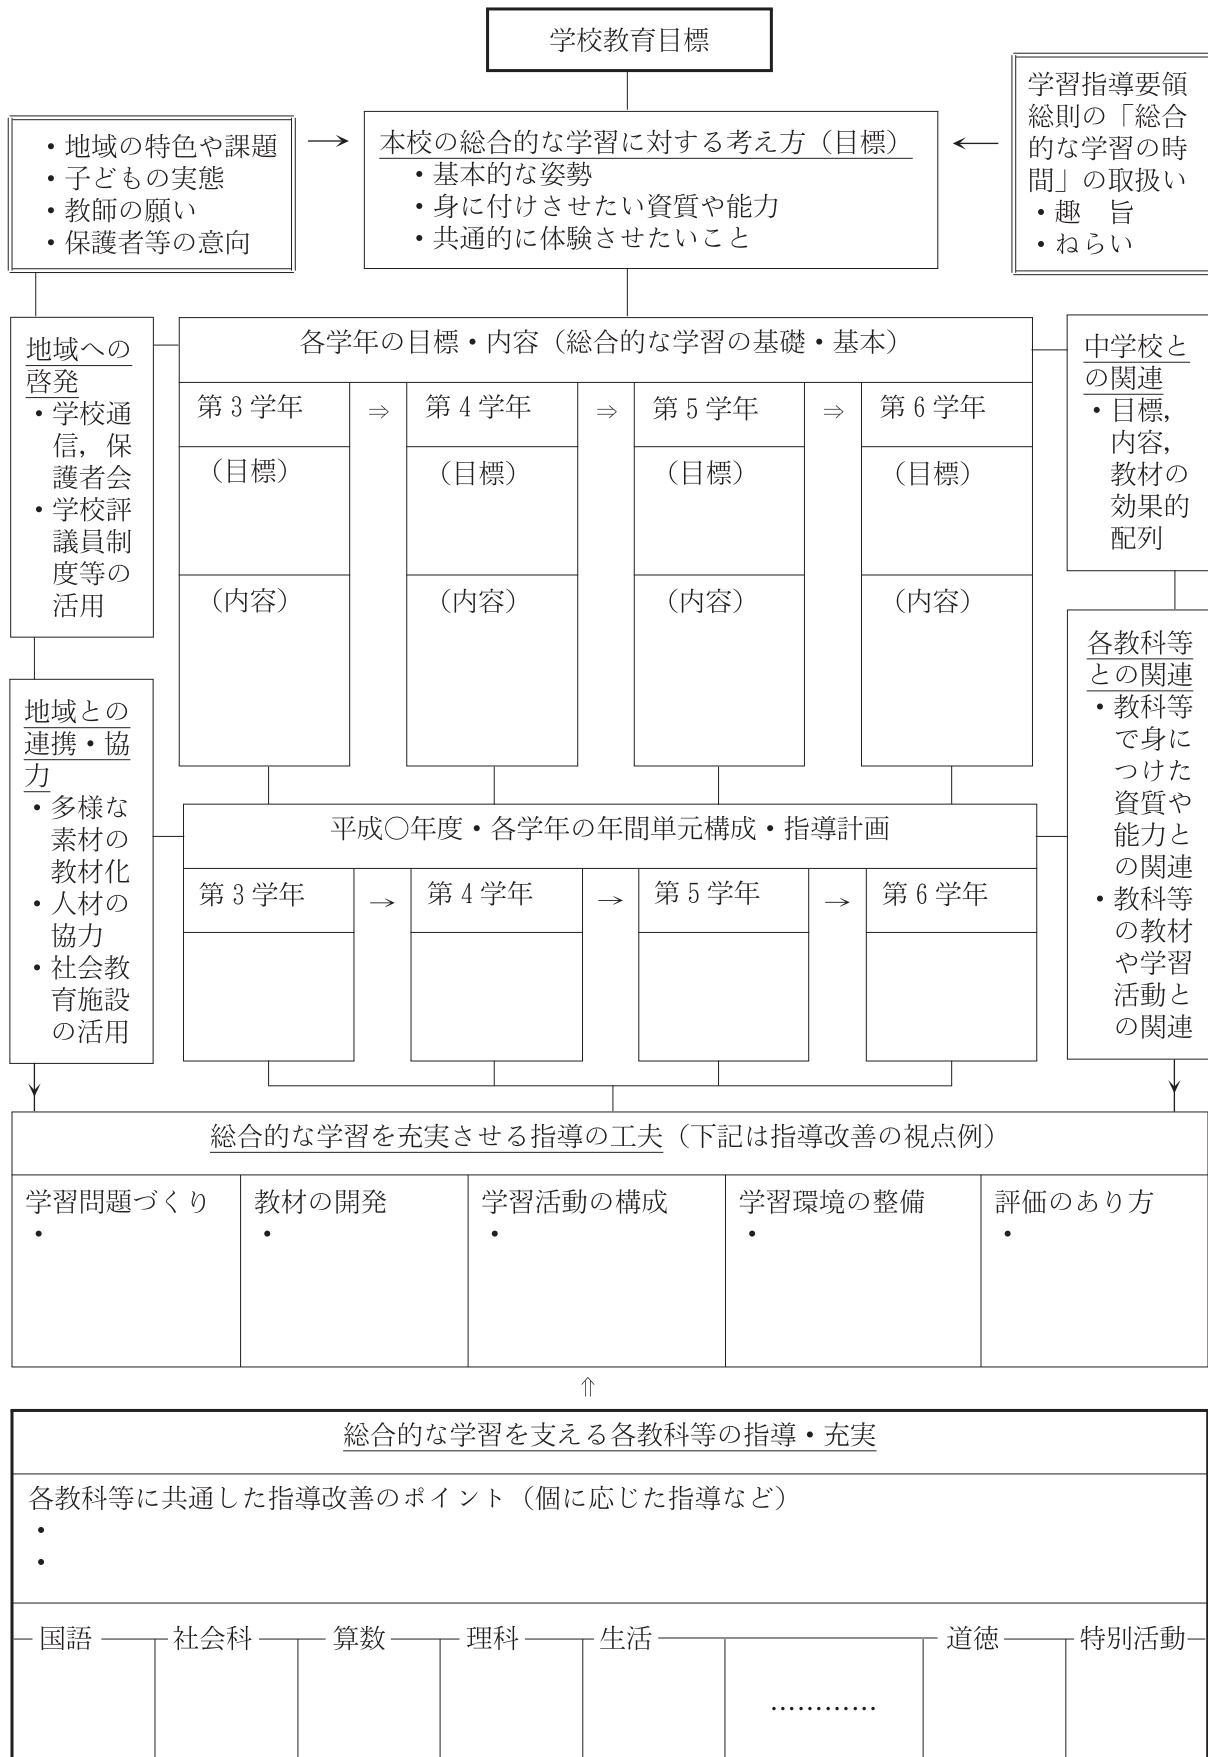 学校教育目標
・地域の特色や課題
・子どもの実態
・教師の願い
・保護者等の意向
→
本校の総合的な学習に対する考え方（目標）
・基本的な姿勢
・身に付けさせたい資質や能力
・共通的に体験させたいこと
←
学習指導要領
総則の「総合
的な学習の時
間」の取扱い
・趣　旨
・ねらい
地域への
啓発
・学校通
信，保
護者会
・学校評
議員制
度等の
活用
各学年の目標・内容（総合的な学習の基礎・基本）
第3学年 ⇒ 第4学年 ⇒ 第5学年 ⇒ 第6学年
（目標） （目標） （目標） （目標）
（内容） （内容） （内容） （内容）
中学校と
の関連
・目標，
内容，
教材の
効果的
配列
地域との
連携・協
力
・多様な
素材の
教材化
・人材の
協力
・社会教
育施設
の活用
平成○年度・各学年の年間単元構成・指導計画
第3学年 → 第4学年 → 第5学年 → 第6学年
各教科等
との関連
・教科等
で身に
つけた
資質や
能力と
の関連
・教科等
の教材
や学習
活動と
の関連
総合的な学習を充実させる指導の工夫（下記は指導改善の視点例）
学習問題づくり 教材の開発 学習活動の構成 学習環境の整備 評価のあり方
・ ・ ・ ・ ・
⇑
総合的な学習を支える各教科等の指導・充実
各教科等に共通した指導改善のポイント（個に応じた指導など）
・
・
国語 社会科 算数 理科 生活 道徳 特別活動
…………